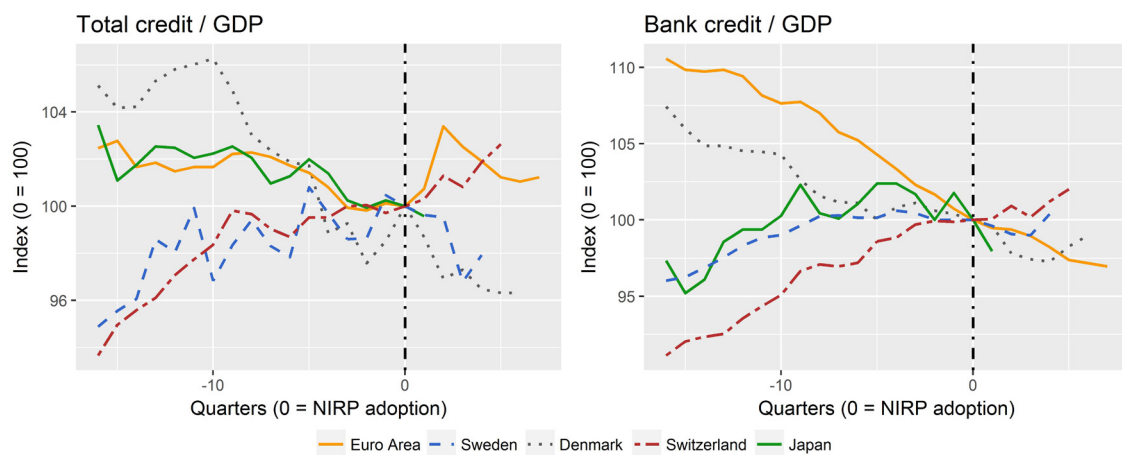 Total credit / GDP
Index (0 = 100)
104
100
96
-10
0
Quarters (0 = NIRP adoption)
Bank credit / GDP
Index (0 = 100)
110
105
100
95
-10
0
Quarters (0 = NIRP adoption)
Euro Area Sweden Denmark Switzerland Japan